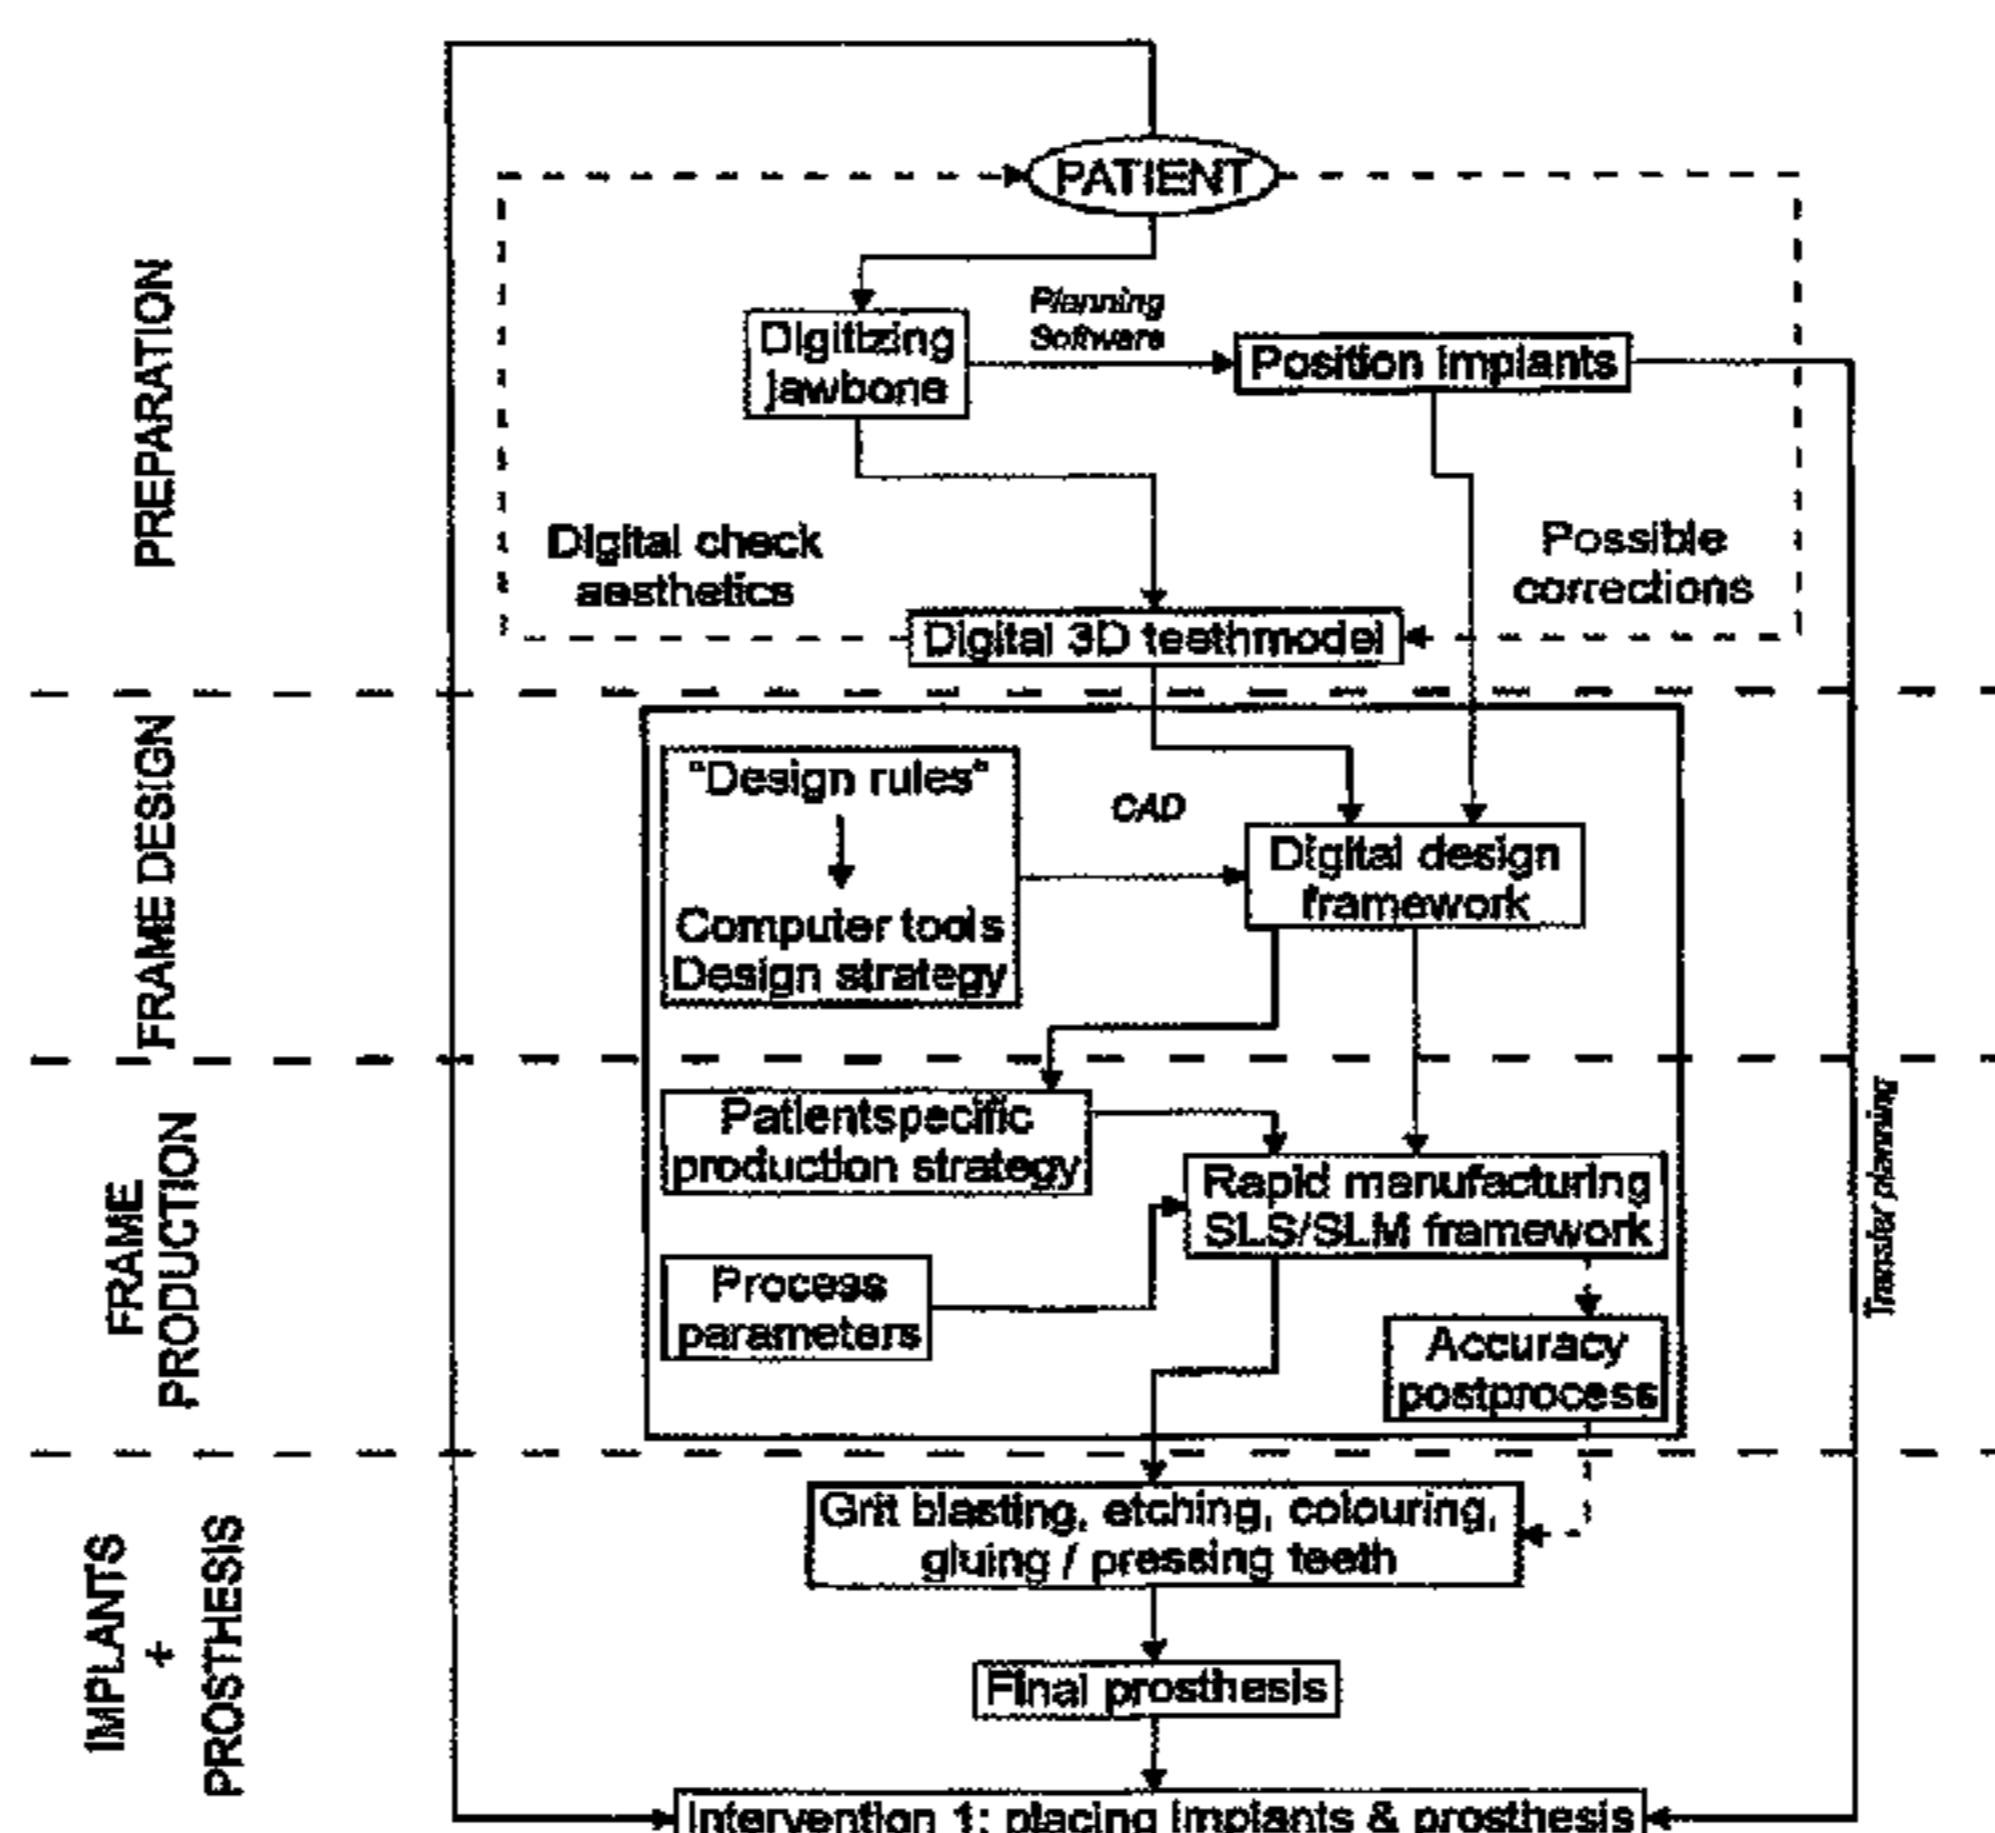 PATIENT
Planning
Software
Digitizing
jawbone
Position implants
PREPARATION
Digital check
aesthetics
Possible
corrections
Digital 3D teethmodel
FRAME DESIGN
"Design rules"
CAD
Digital design
framework
Computer tools
Design strategy
FRAME
PRODUCTION
Patientspecific
production strategy
Rapid manufacturing
SLS/SLM framework
Transfer planning
Process
parameters
Accuracy
postprocess
IMPLANTS
+
PROSTHESIS
Grit blasting, etching, colouring,
gluing / pressing teeth
Final prosthesis
Intervention 1: placing implants & prosthesis